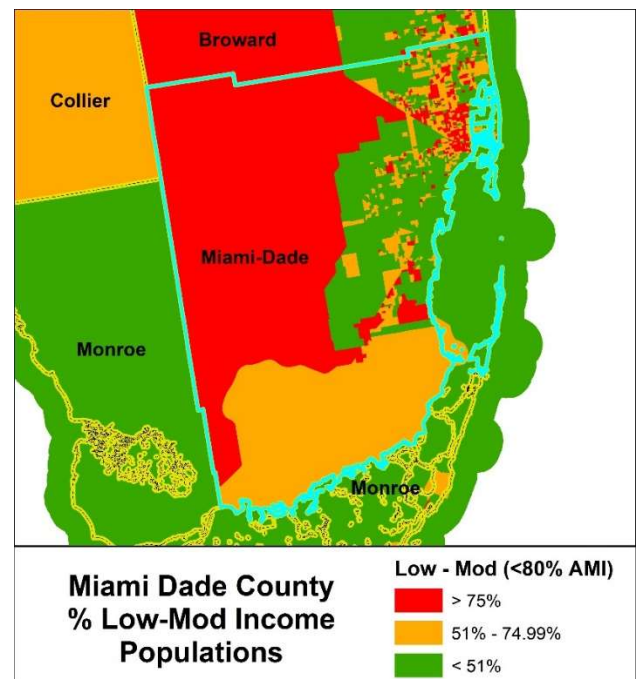 Broward
Collier
Miami-Dade
Monroe
Monroe
Miami Dade County
% Low-Mod Income
Populations
Low - Mod (<80% AMI)
> 75%
51% - 74.99%
< 51%